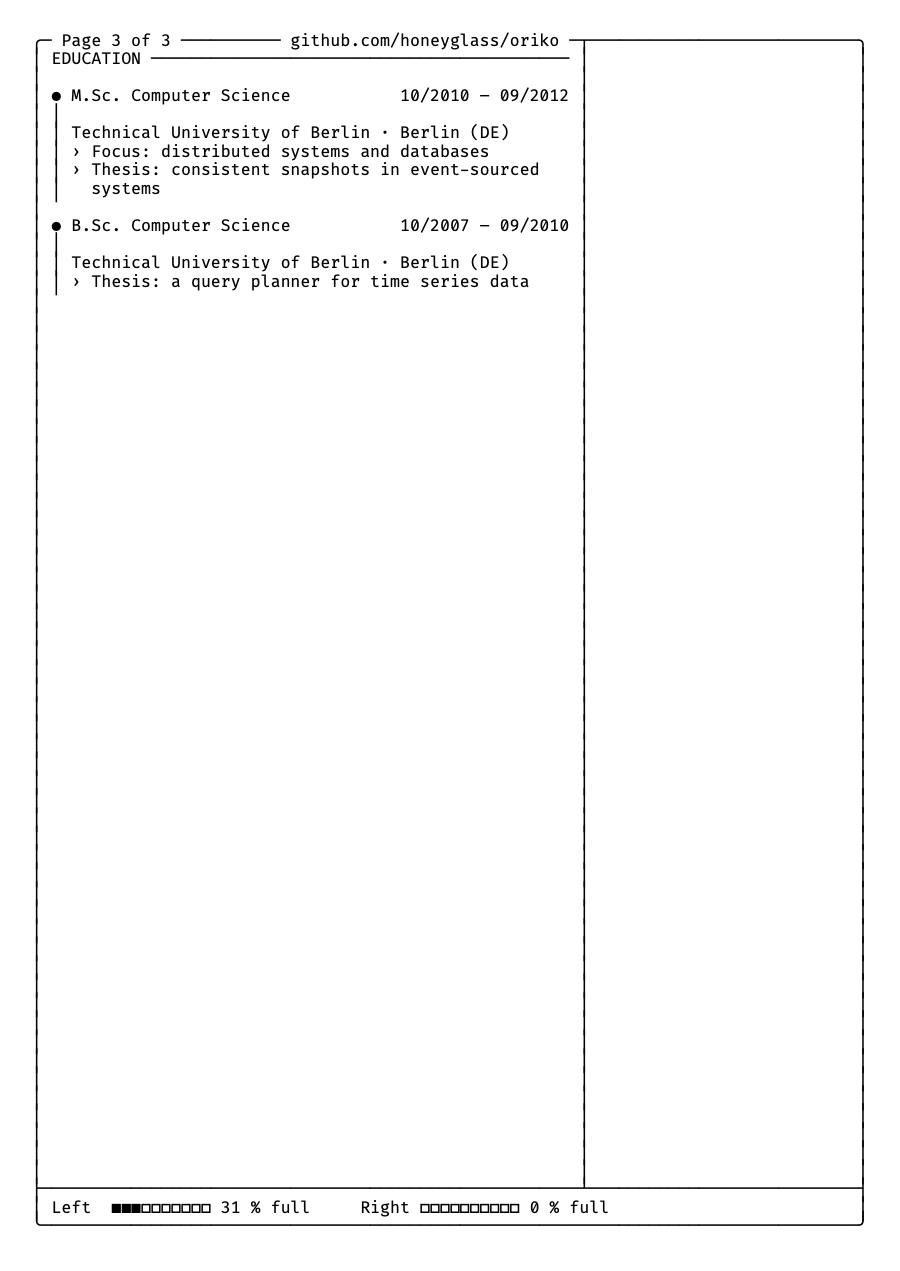 Page 3 of 3 github.com/honeyglass/oriko
EDUCATION
● M.Sc. Computer Science 10/2010 – 09/2012
Technical University of Berlin · Berlin (DE)
› Focus: distributed systems and databases
› Thesis: consistent snapshots in event-sourced
systems
● B.Sc. Computer Science 10/2007 – 09/2010
Technical University of Berlin · Berlin (DE)
› Thesis: a query planner for time series data
Left ■■■□□□□□□□ 31 % full Right □□□□□□□□□□ 0 % full